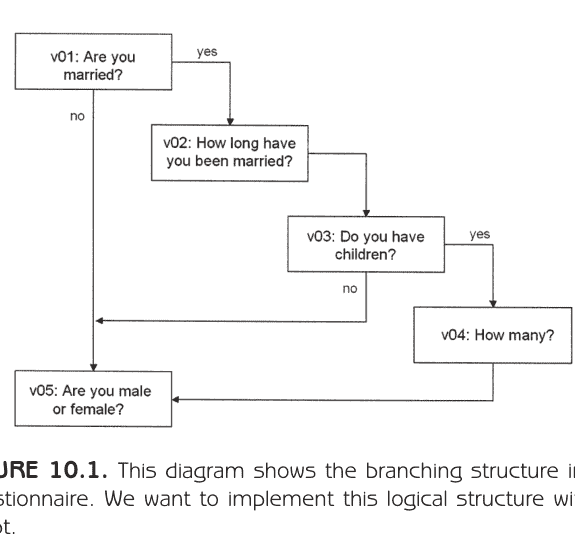 v01: Are you
married?
yes
no
v02: How long have
you been married?
v03: Do you have
children?
yes
no
v04: How many?
v05: Are you male
or female?
URE 10.1. This diagram shows the branching structure in
stionnaire. We want to implement this logical structure wi
ot.